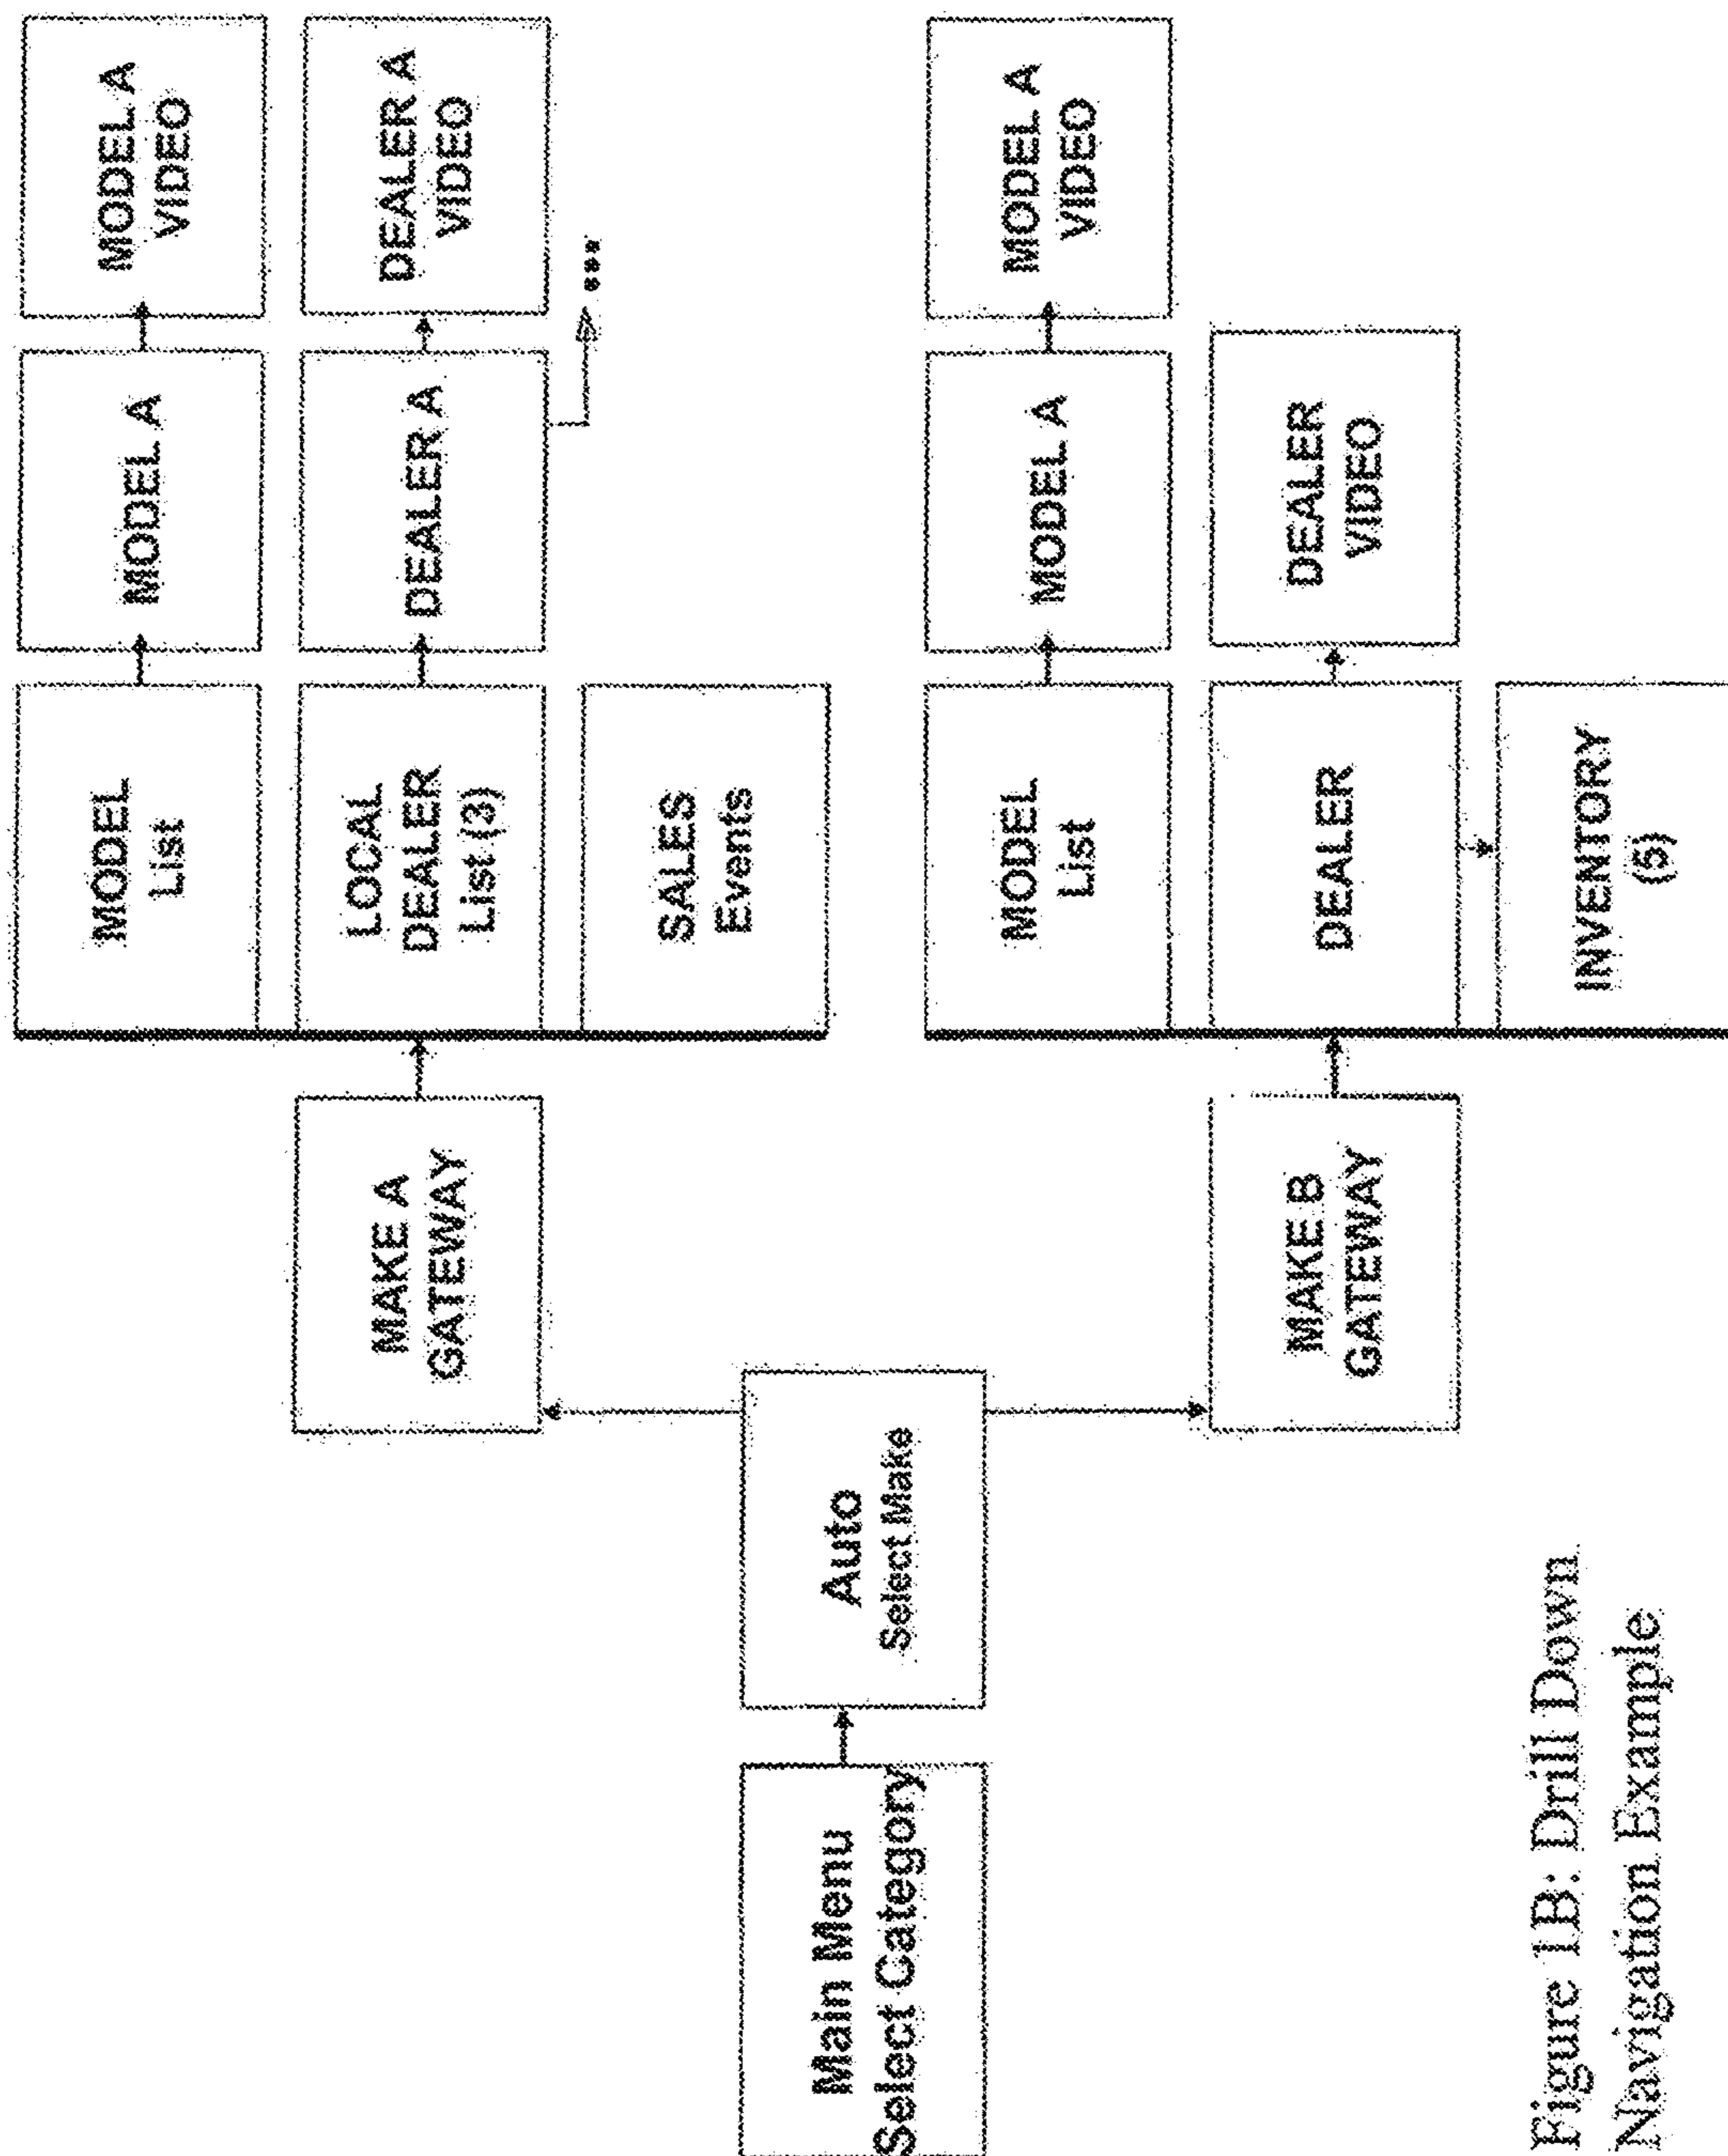 MODEL
List
MODEL A
MODEL A
VIDEO
MAKE A
GATEWAY
LOCAL
DEALER
List (3)
DEALER A
DEALER A
VIDEO
SALES
Events
Main Menu
Select Category
Auto
Select Make
MODEL
List
MODEL A
MODEL A
VIDEO
MAKE B
GATEWAY
DEALER
DEALER
VIDEO
INVENTORY
(5)
Figure 1B: Drill Down
Navigation Example